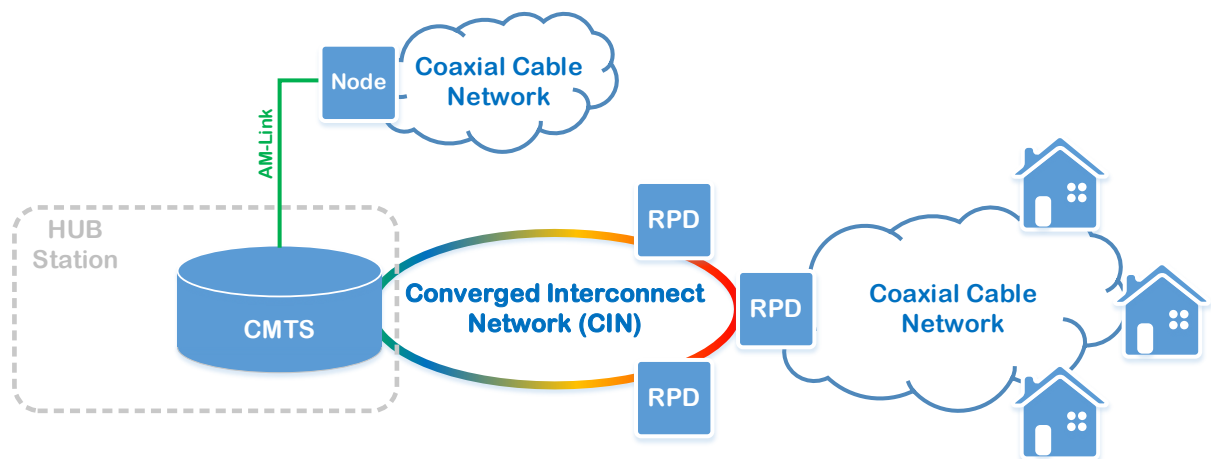 Node
Coaxial Cable
Network
AM-Link
HUB
Station
CMTS
Converged Interconnect
Network (CIN)
RPD
RPD
RPD
Coaxial Cable
Network